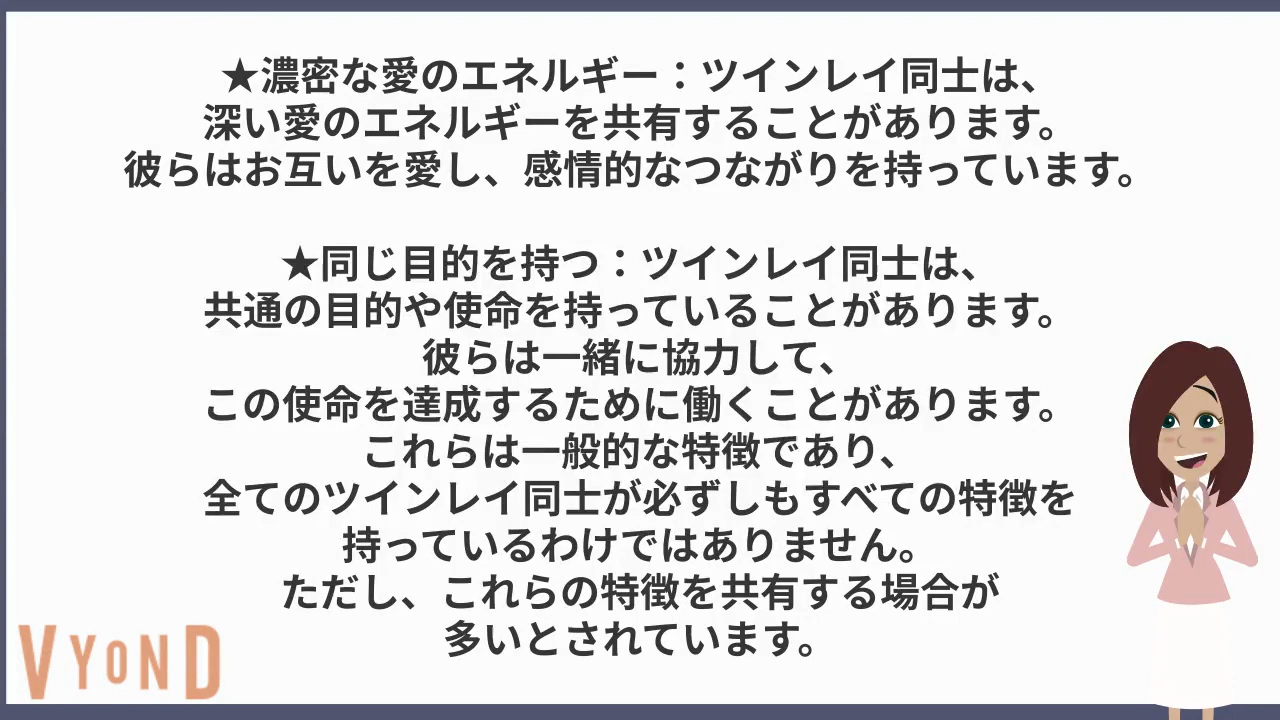 ★濃密な愛のエネルギー：ツインレイ同士は、
深い愛のエネルギーを共有することがあります。
彼らはお互いを愛し、感情的なつながりを持っています。
★同じ目的を持つ：ツインレイ同士は、
共通の目的や使命を持っていることがあります。
彼らは一緒に協力して、
この使命を達成するために働くことがあります。
これらは一般的な特徴であり、
全てのツインレイ同士が必ずしもすべての特徴を
持っているわけではありません。
ただし、これらの特徴を共有する場合が
多いとされています。
VYOND